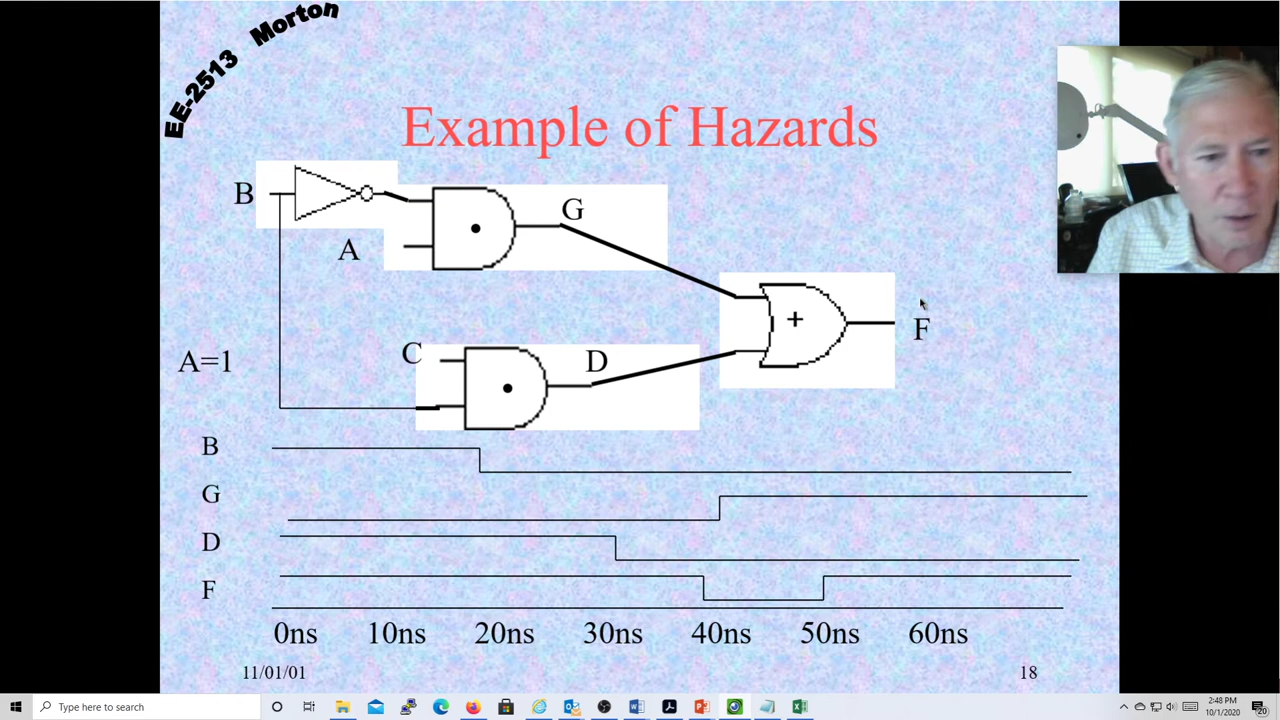 EE-2513 Morton
Example of Hazards
B
G
A
+
F
C
D
A=1
B
G
D
F
0ns 10ns 20ns 30ns 40ns 50ns 60ns
11/01/01
18
Type here to search
2:48 PM
10/1/2020
20